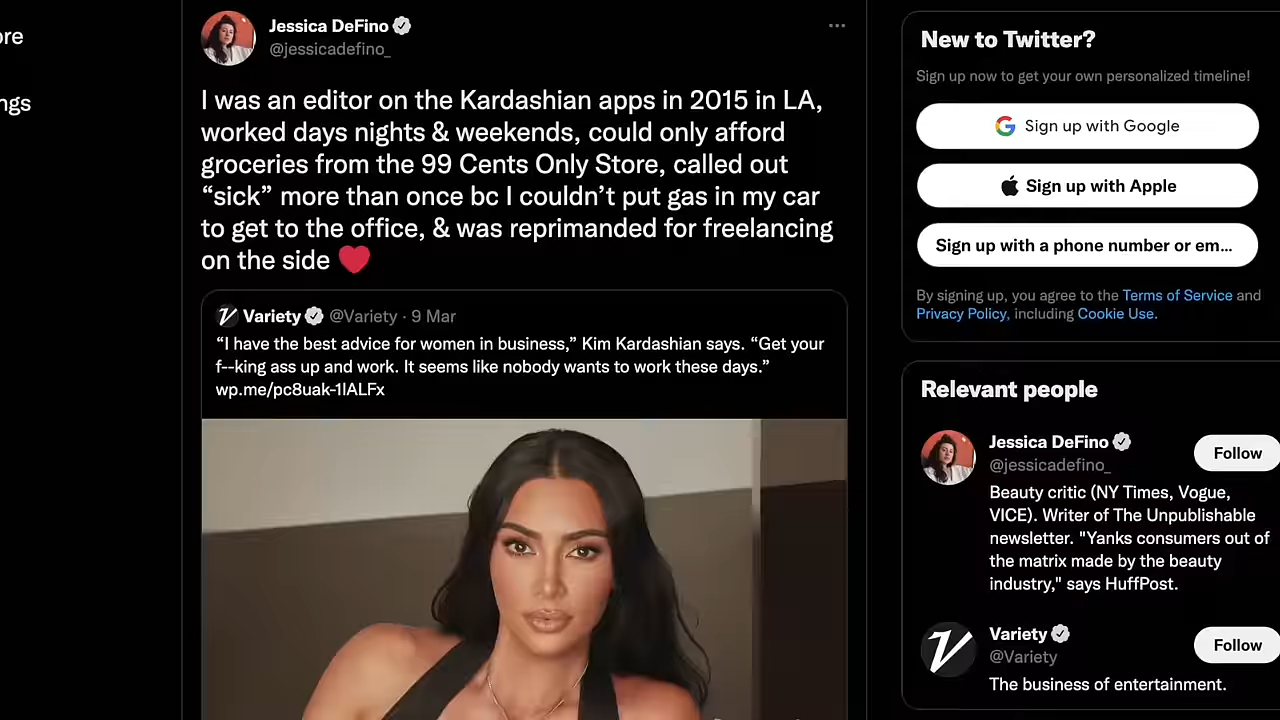 ore
ngs
Jessica DeFino
@jessicadefino_
I was an editor on the Kardashian apps in 2015 in LA,
worked days nights & weekends, could only afford
groceries from the 99 Cents Only Store, called out
“sick” more than once bc I couldn’t put gas in my car
to get to the office, & was reprimanded for freelancing
on the side ❤️
Variety @Variety · 9 Mar
“I have the best advice for women in business,” Kim Kardashian says. “Get your
f--king ass up and work. It seems like nobody wants to work these days.”
wp.me/pc8uak-1lALFx
New to Twitter?
Sign up now to get your own personalized timeline!
Sign up with Google
Sign up with Apple
Sign up with a phone number or em...
By signing up, you agree to the Terms of Service and
Privacy Policy, including Cookie Use.
Relevant people
Jessica DeFino
@jessicadefino_
Follow
Beauty critic (NY Times, Vogue,
VICE). Writer of The Unpublishable
newsletter. "Yanks consumers out of
the matrix made by the beauty
industry," says HuffPost.
Variety
@Variety
Follow
The business of entertainment.